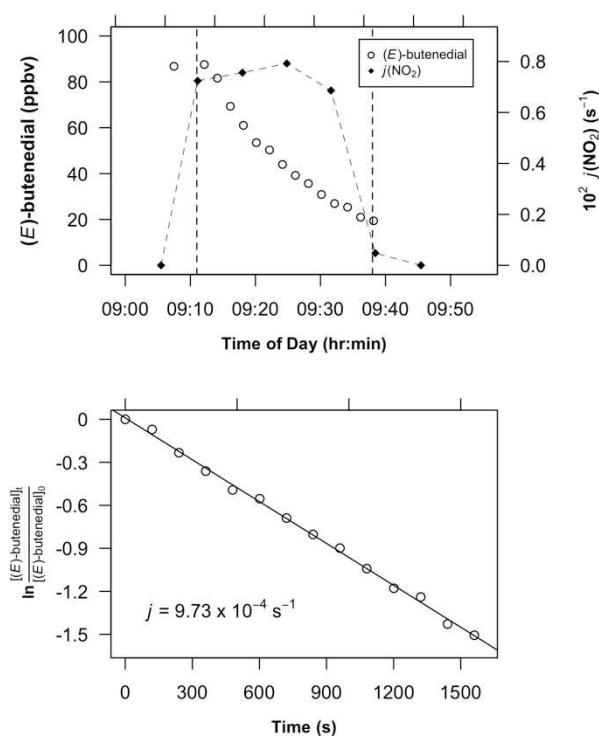 100
80
60
40
20
0
(E)-butenedial (ppbv)
(E)-butenedial
j(NO₂)
0.8
0.6
0.4
0.2
0.0
10² j(NO₂) (s⁻¹)
09:00 09:10 09:20 09:30 09:40 09:50
Time of Day (hr:min)
0
-0.3
-0.6
-0.9
-1.2
-1.5
ln [(E)-butenedial]t
[(E)-butenedial]0
j = 9.73 x 10⁻⁴ s⁻¹
0 300 600 900 1200 1500
Time (s)